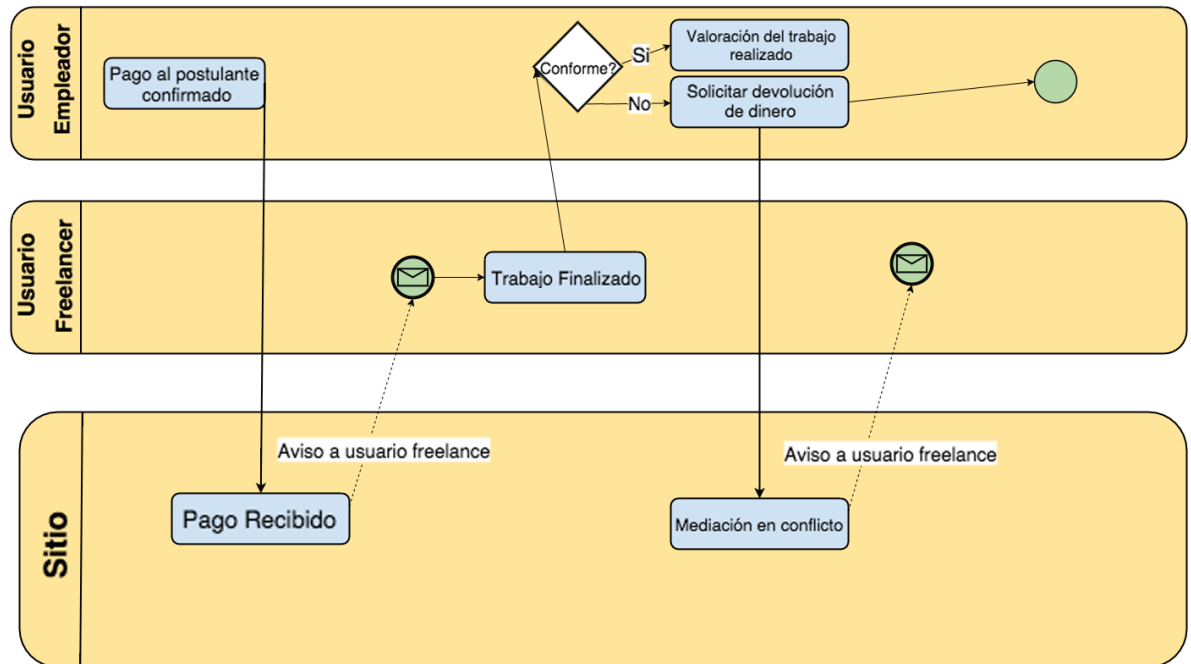 Usuario
Empleador
Pago al postulante
confirmado
Conforme?
Si
No
Valoración del trabajo
realizado
Solicitar devolución
de dinero
Usuario
Freelancer
Trabajo Finalizado
Sitio
Aviso a usuario freelance
Pago Recibido
Aviso a usuario freelance
Mediación en conflicto